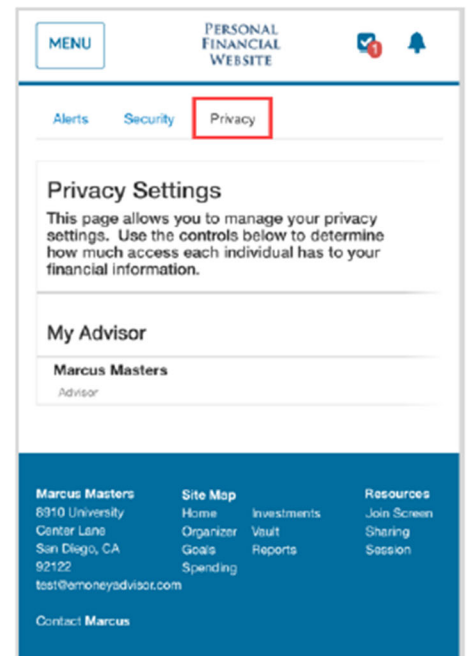 MENU
PERSONAL
FINANCIAL
WEBSITE
1
Alerts Security Privacy
Privacy Settings
This page allows you to manage your privacy
settings. Use the controls below to determine
how much access each individual has to your
financial information.
My Advisor
Marcus Masters
Advisor
Marcus Masters
8910 University
Center Lane
San Diego, CA
92122
test@emoneyadvisor.com
Contact Marcus
Site Map
Home Investments
Organizer Vault
Goals Reports
Spending
Resources
Join Screen
Sharing
Session